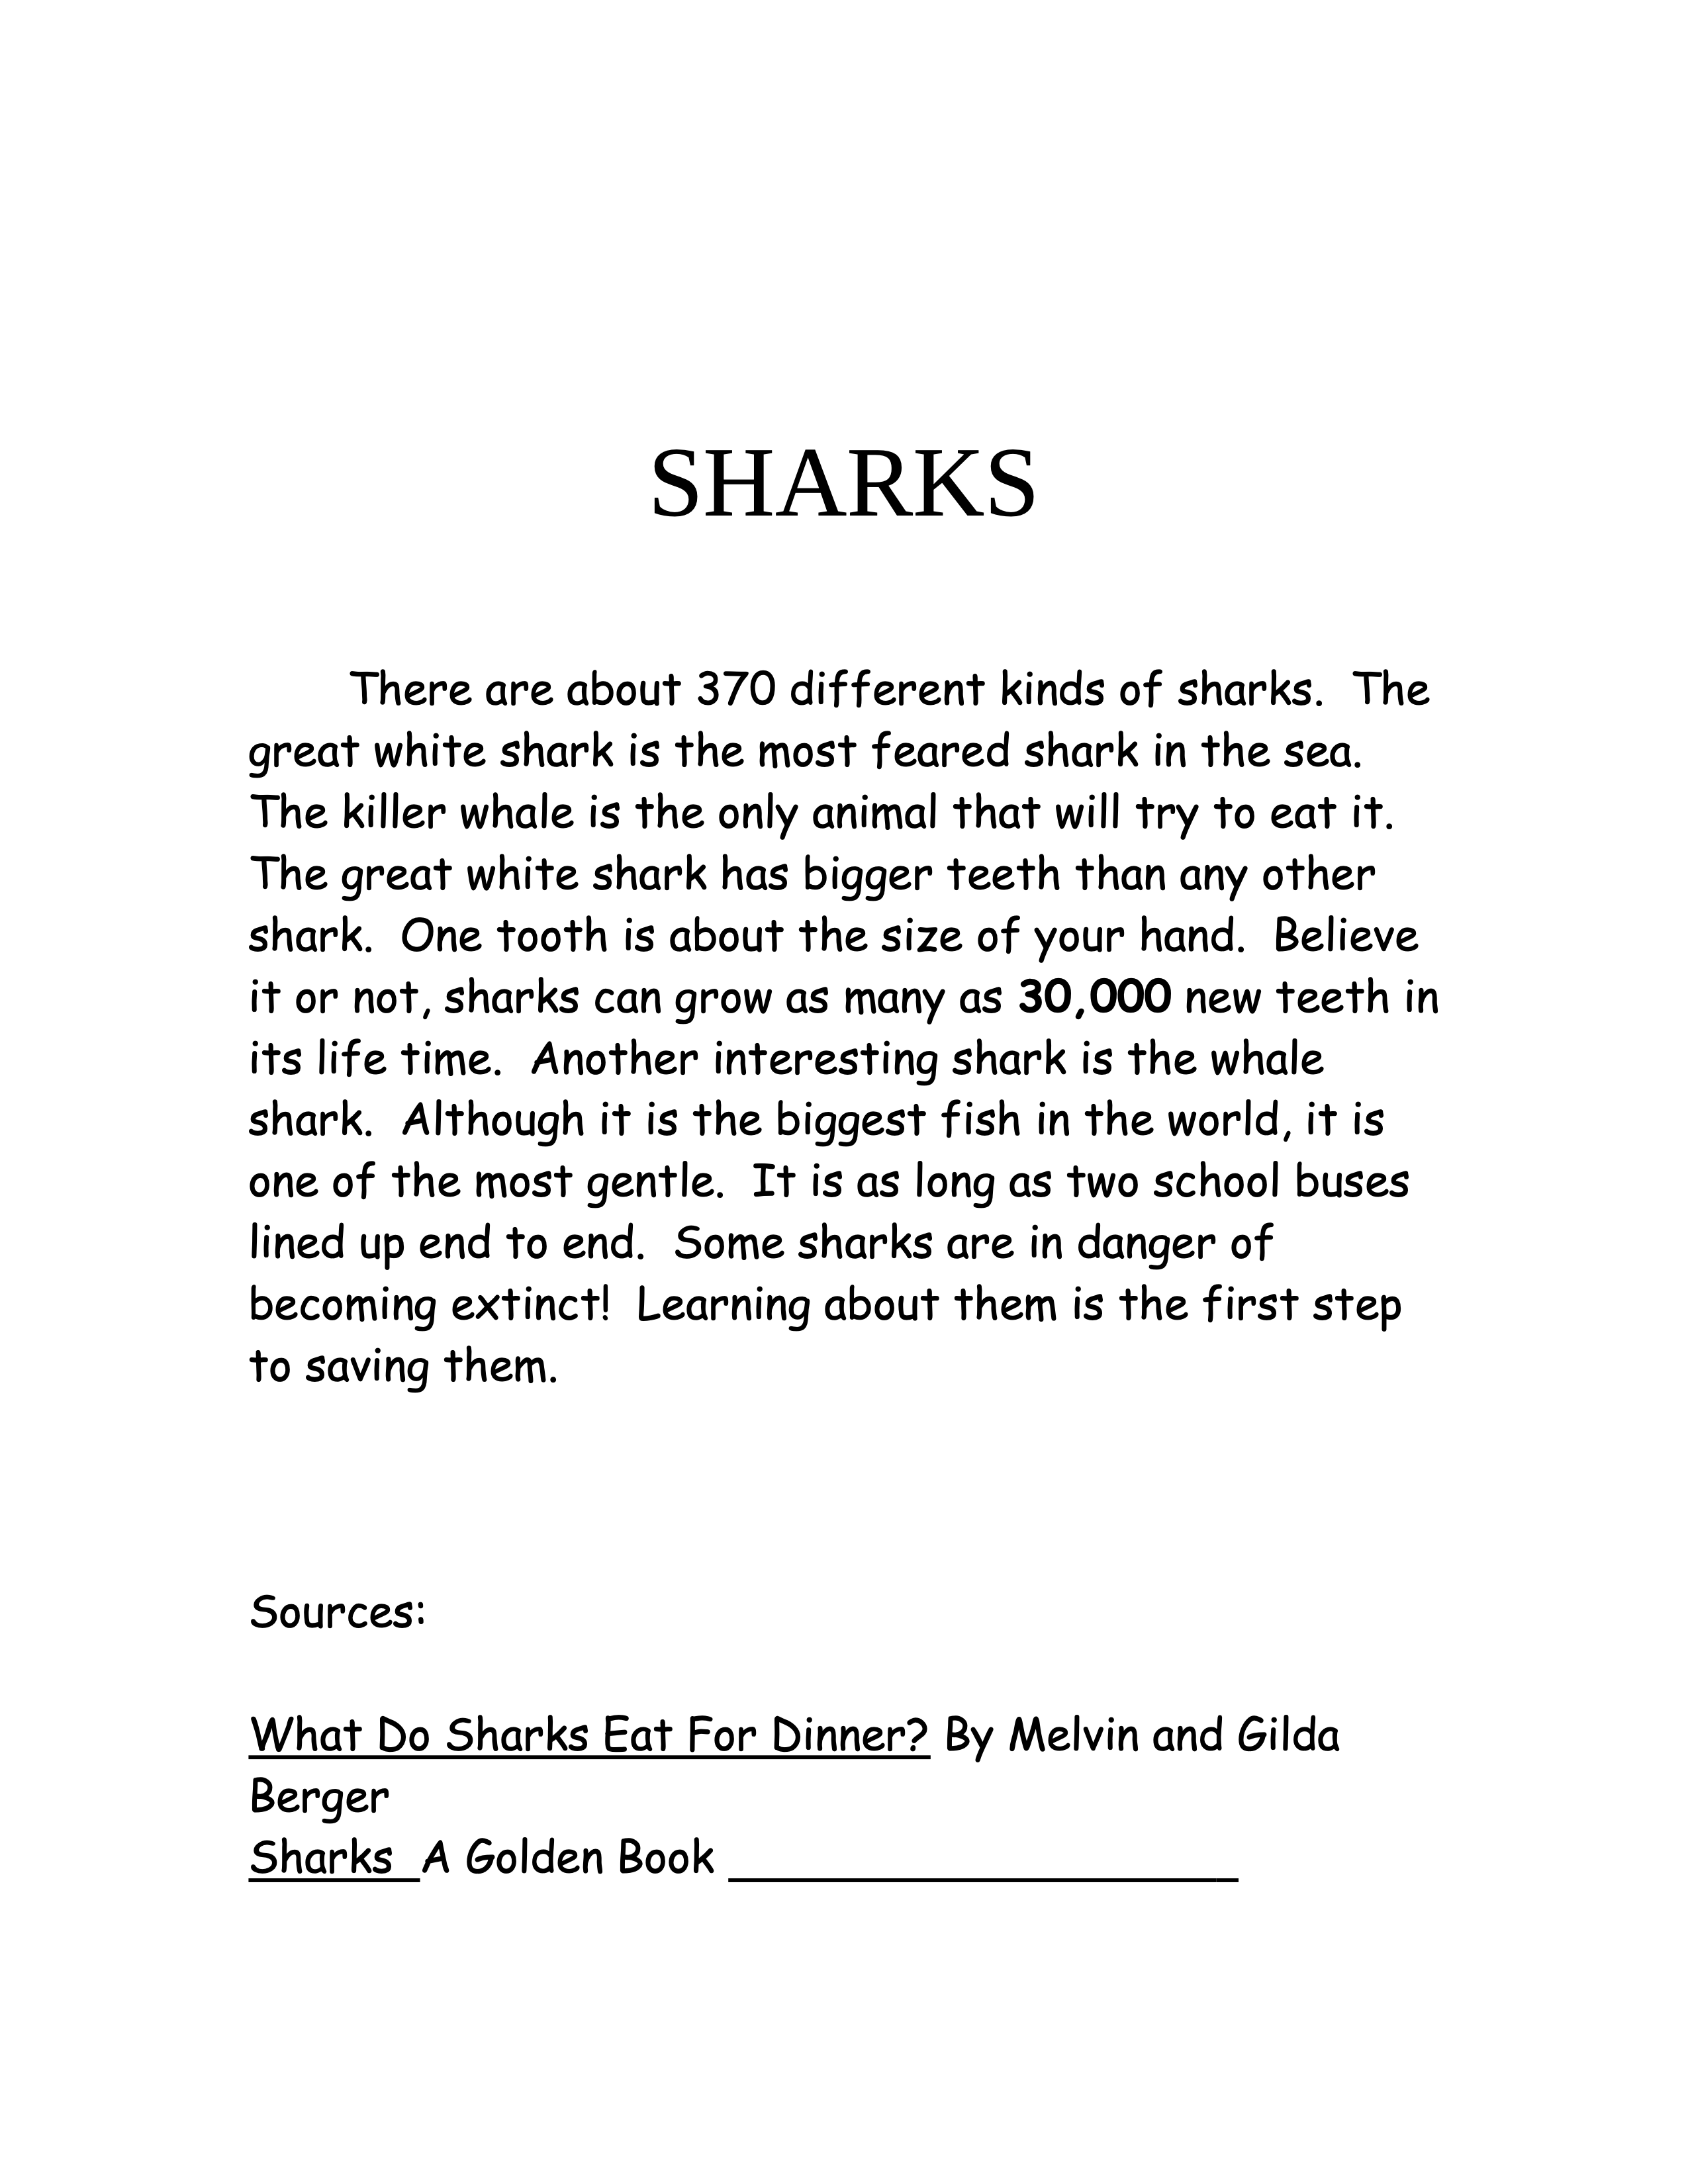 SHARKS
There are about 370 different kinds of sharks.  The
great white shark is the most feared shark in the sea.
The killer whale is the only animal that will try to eat it.
The great white shark has bigger teeth than any other
shark.  One tooth is about the size of your hand.  Believe
it or not, sharks can grow as many as 30,000 new teeth in
its life time.  Another interesting shark is the whale
shark.  Although it is the biggest fish in the world, it is
one of the most gentle.  It is as long as two school buses
lined up end to end.  Some sharks are in danger of
becoming extinct!  Learning about them is the first step
to saving them.
Sources:
What Do Sharks Eat For Dinner? By Melvin and Gilda
Berger
Sharks  A Golden Book